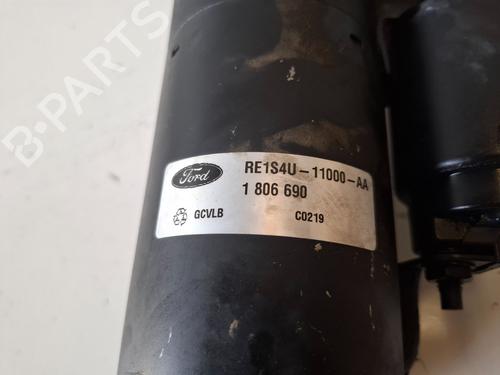 B-PARTS
Ford
RE1S4U-11000-AA
1 806 690
GCVLB C0219